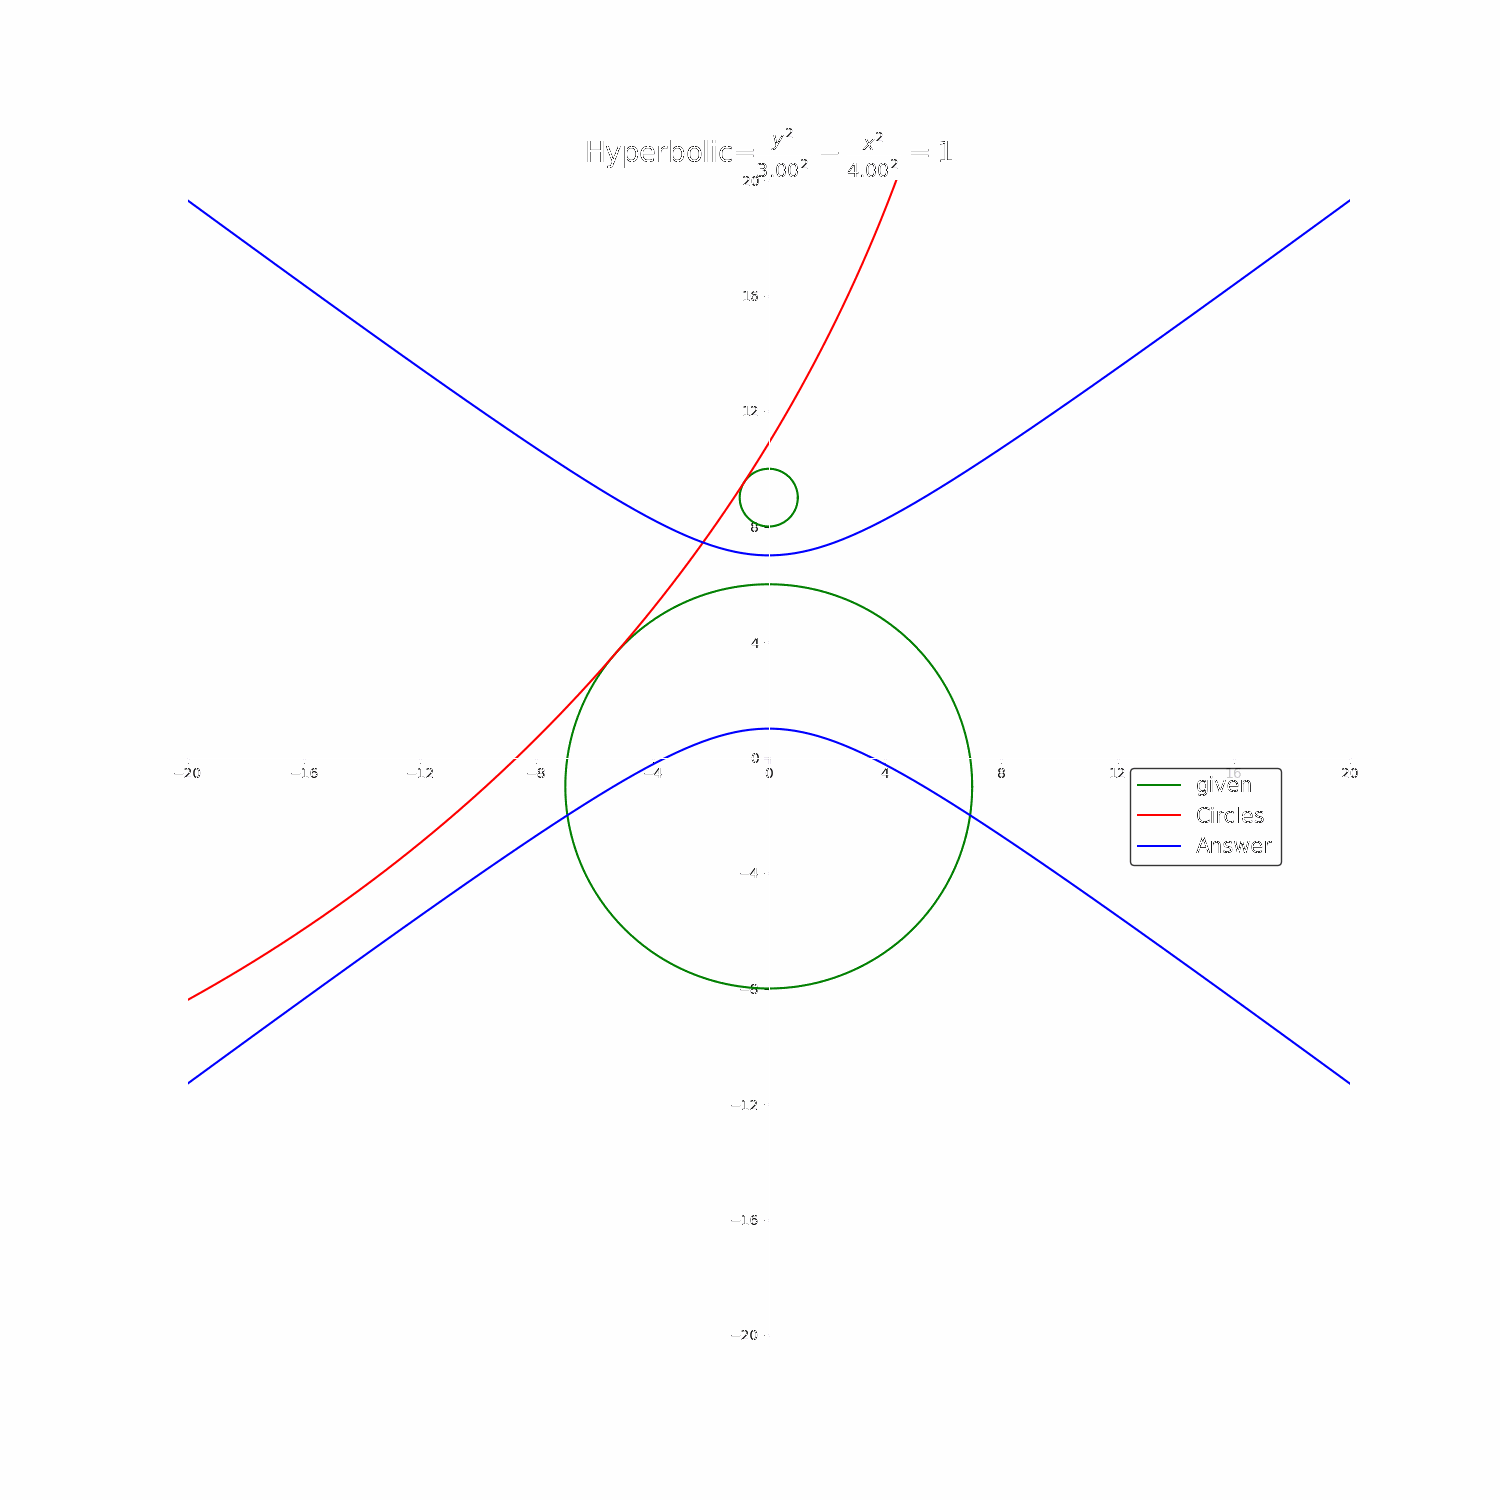 Hyperbolic=y²/3.00² − x²/4.00² = 1
20
16
12
8
4
0
−20 −16 −12 −8 −4 0 4 8 12 16 20
given
Circles
Answer
−4
−8
−12
−16
−20